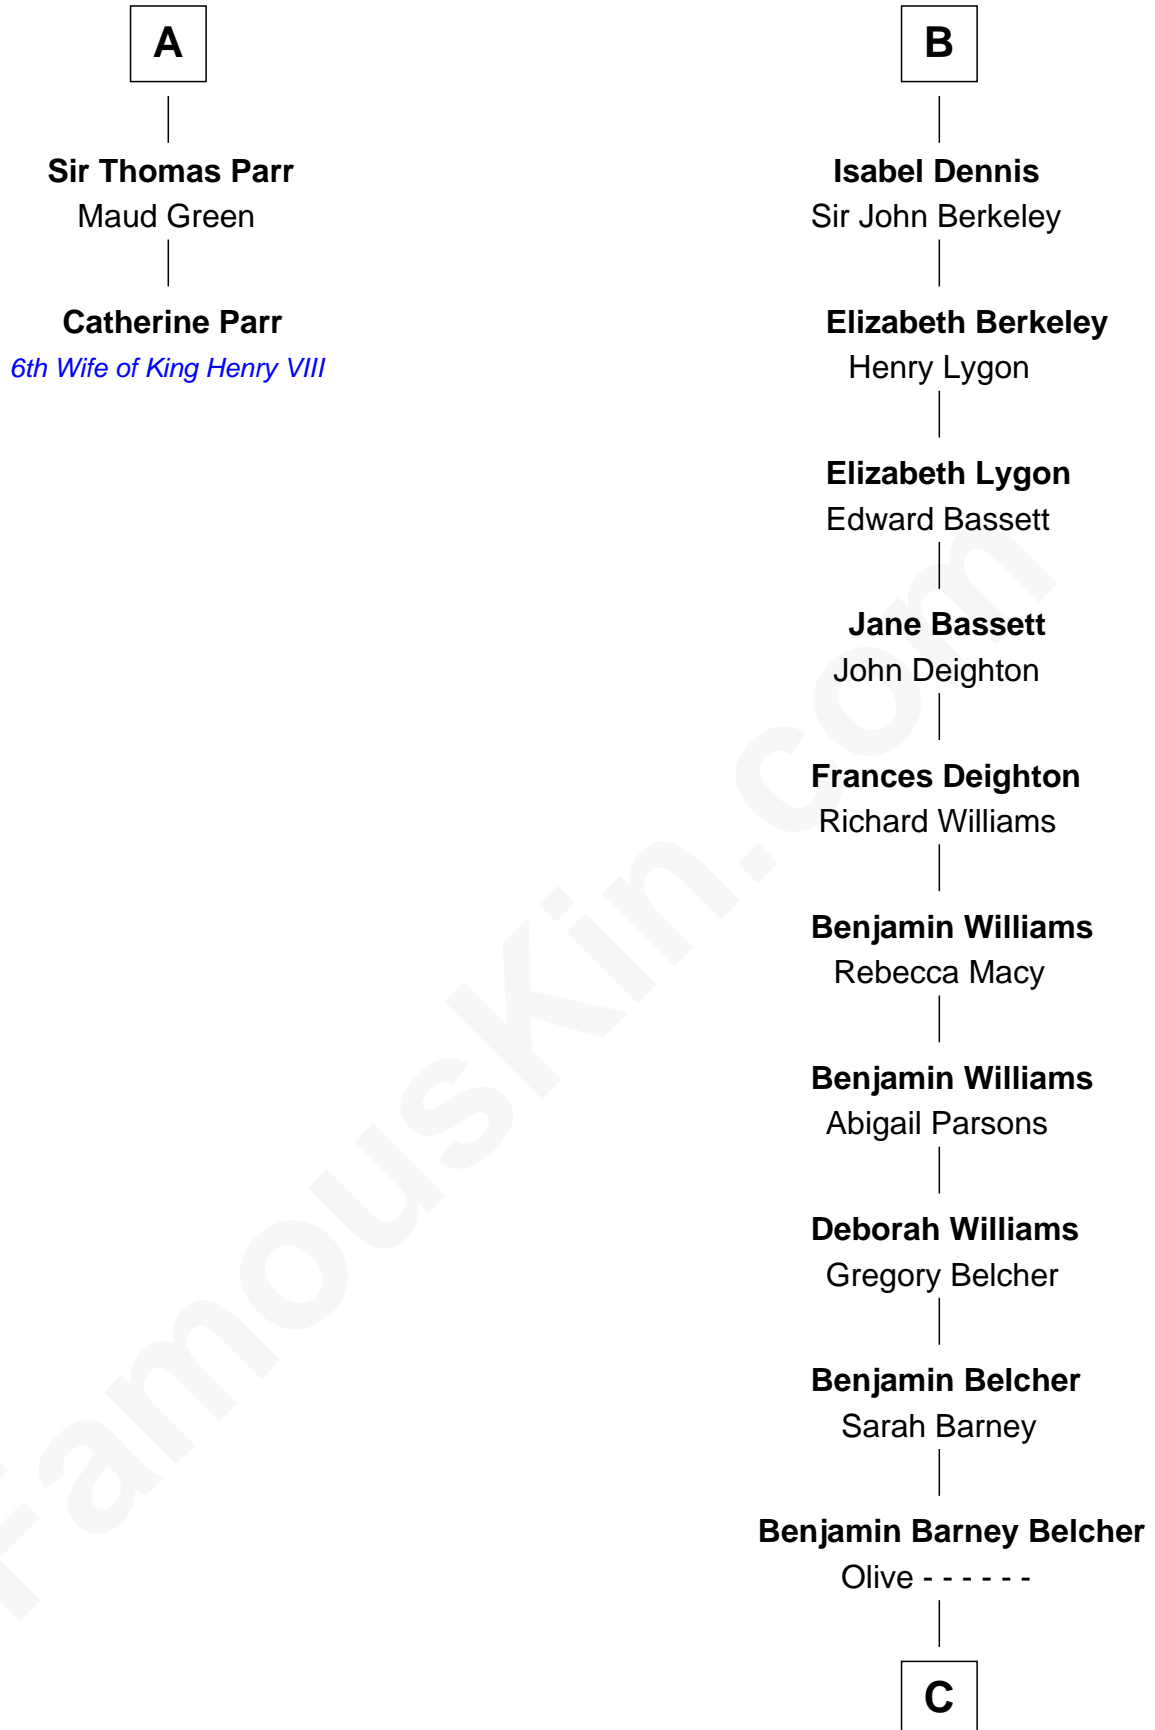 A
Sir Thomas Parr
Maud Green
Catherine Parr
6th Wife of King Henry VIII
B
Isabel Dennis
Sir John Berkeley
Elizabeth Berkeley
Henry Lygon
Elizabeth Lygon
Edward Bassett
Jane Bassett
John Deighton
Frances Deighton
Richard Williams
Benjamin Williams
Rebecca Macy
Benjamin Williams
Abigail Parsons
Deborah Williams
Gregory Belcher
Benjamin Belcher
Sarah Barney
Benjamin Barney Belcher
Olive - - - - - -
C
FamousKin.com